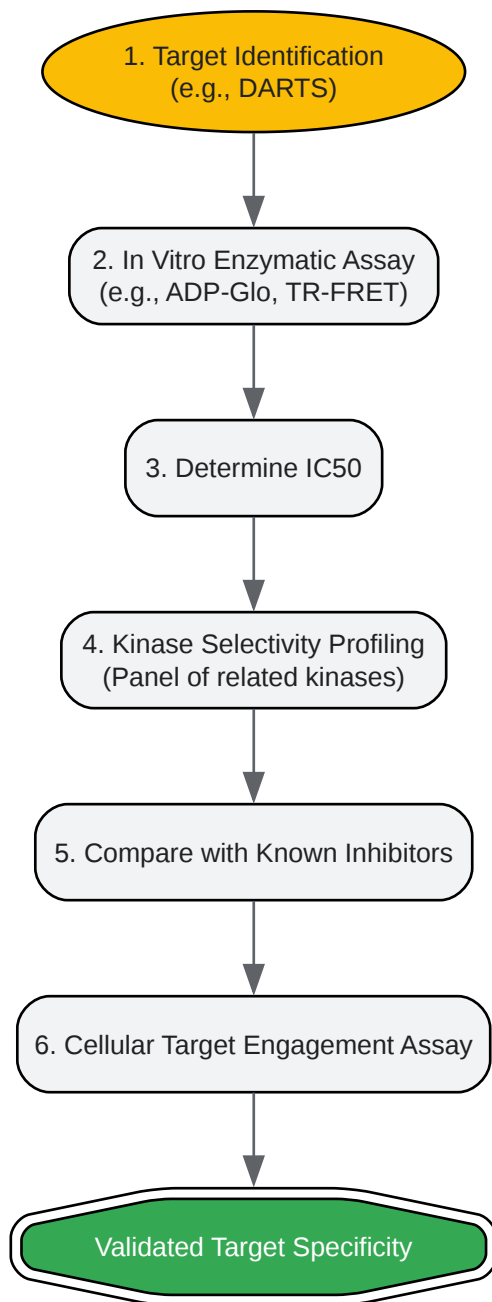 1. Target Identification
(e.g., DARTS)
2. In Vitro Enzymatic Assay
(e.g., ADP-Glo, TR-FRET)
3. Determine IC50
4. Kinase Selectivity Profiling
(Panel of related kinases)
5. Compare with Known Inhibitors
6. Cellular Target Engagement Assay
Validated Target Specificity